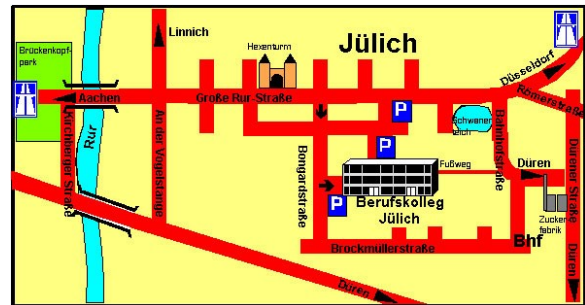 Linnich
Jülich
Hexenturm
Brückenkopf-
park
Düsseldorf
Aachen
Große Rur-Straße
Römerstraße
P
Schwanen
teich
Kirchberger Straße
Rur
An der Vogelstange
Bongardstraße
P
Bahnhofstraße
Dürener Straße
Fußweg
Düren
P
Berufskolleg
Jülich
Zucker
fabrik
Brockmüllerstraße
Bhf
Düren
Düren